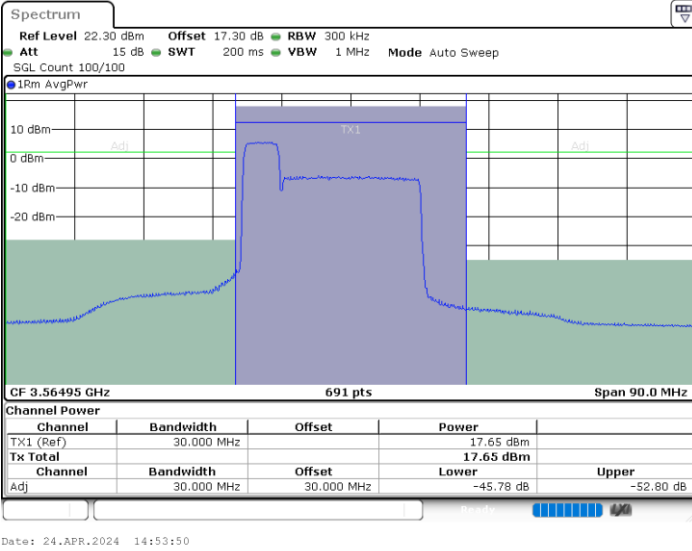 Spectrum
Ref Level 22.30 dBm Offset 17.30 dB RBW 300 kHz
Att 15 dB SWT 200 ms VBW 1 MHz Mode Auto Sweep
SGL Count 100/100
1Rm AvgPwr
TX1
10 dBm
Adj Adj
0 dBm
-10 dBm
-20 dBm
CF 3.56495 GHz 691 pts Span 90.0 MHz
Channel Power
Channel Bandwidth Offset Power
TX1 (Ref) 30.000 MHz 17.65 dBm
Tx Total 17.65 dBm
Channel Bandwidth Offset Lower Upper
Adj 30.000 MHz 30.000 MHz -45.78 dB -52.80 dB
Ready
Date: 24.APR.2024 14:53:50